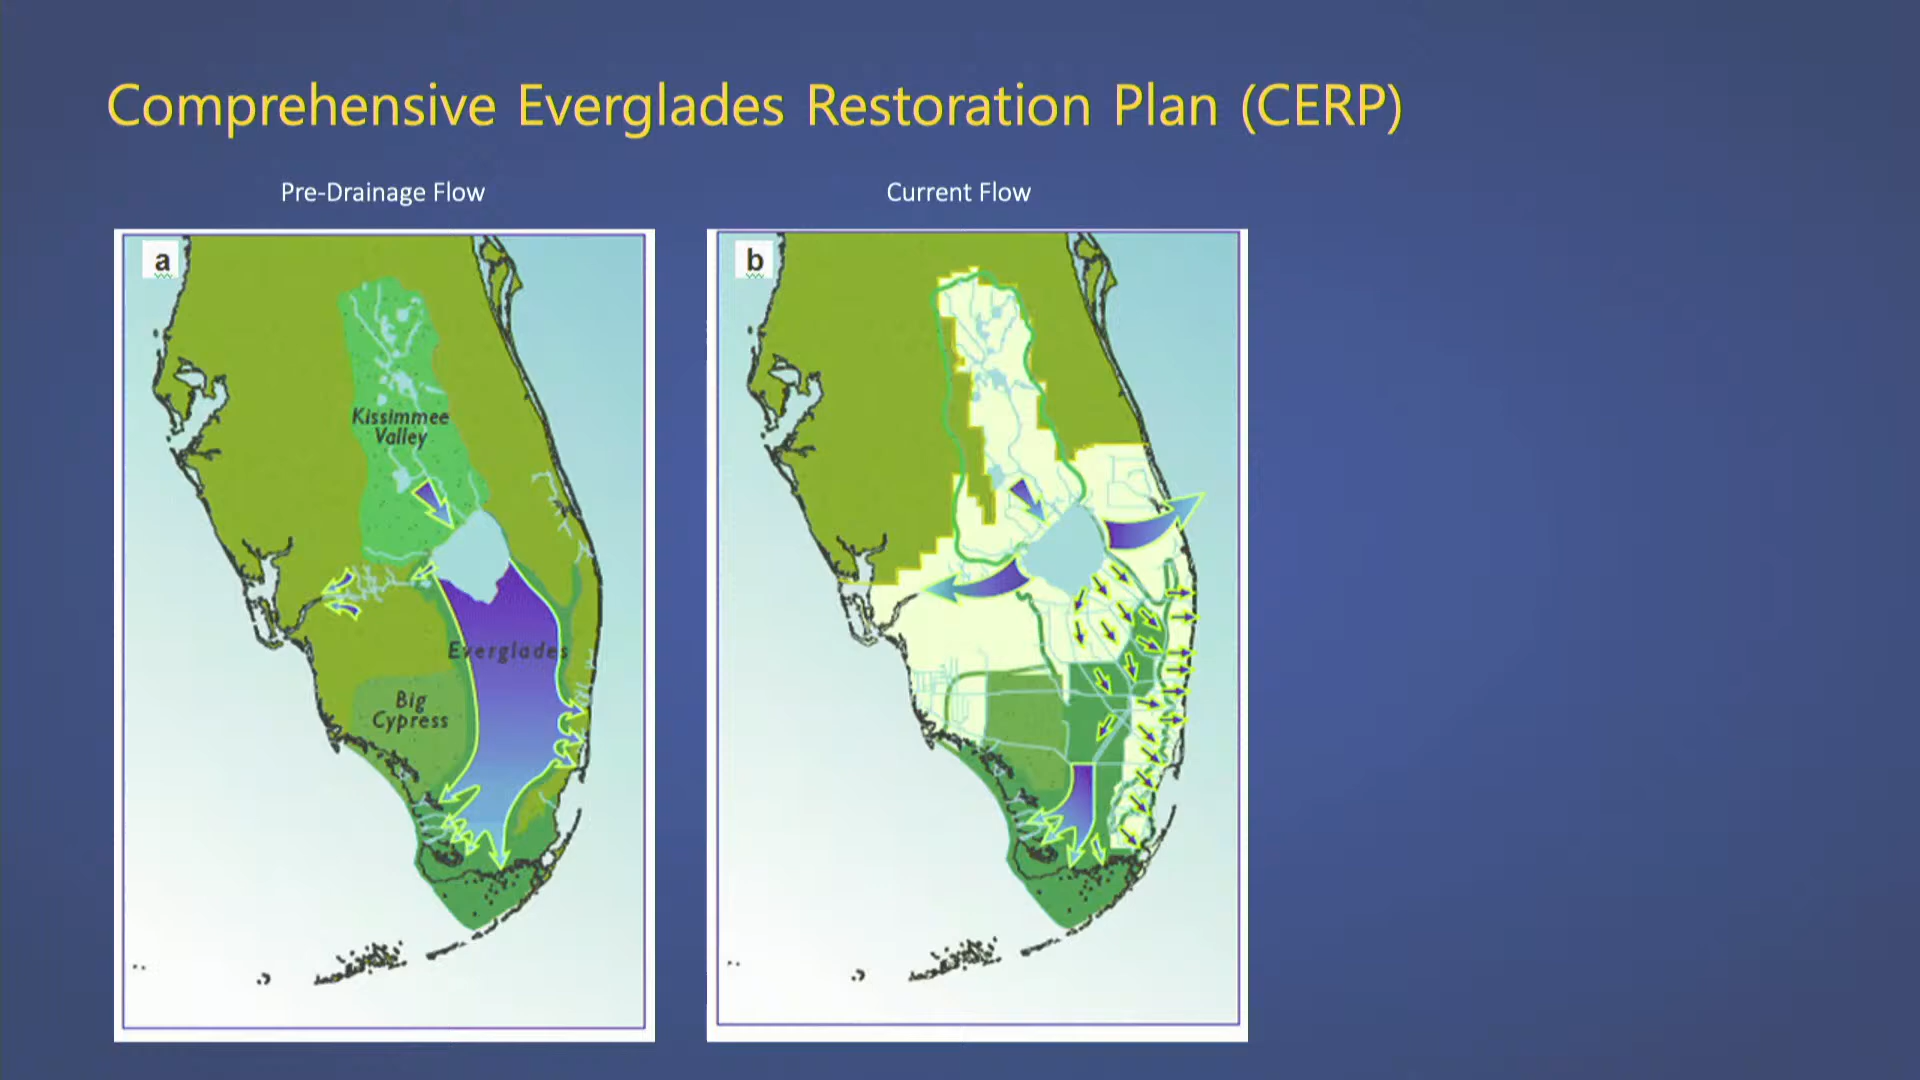 Comprehensive Everglades Restoration Plan (CERP)
Pre-Drainage Flow
Current Flow
a
Kissimmee
Valley
Everglades
Big
Cypress
b